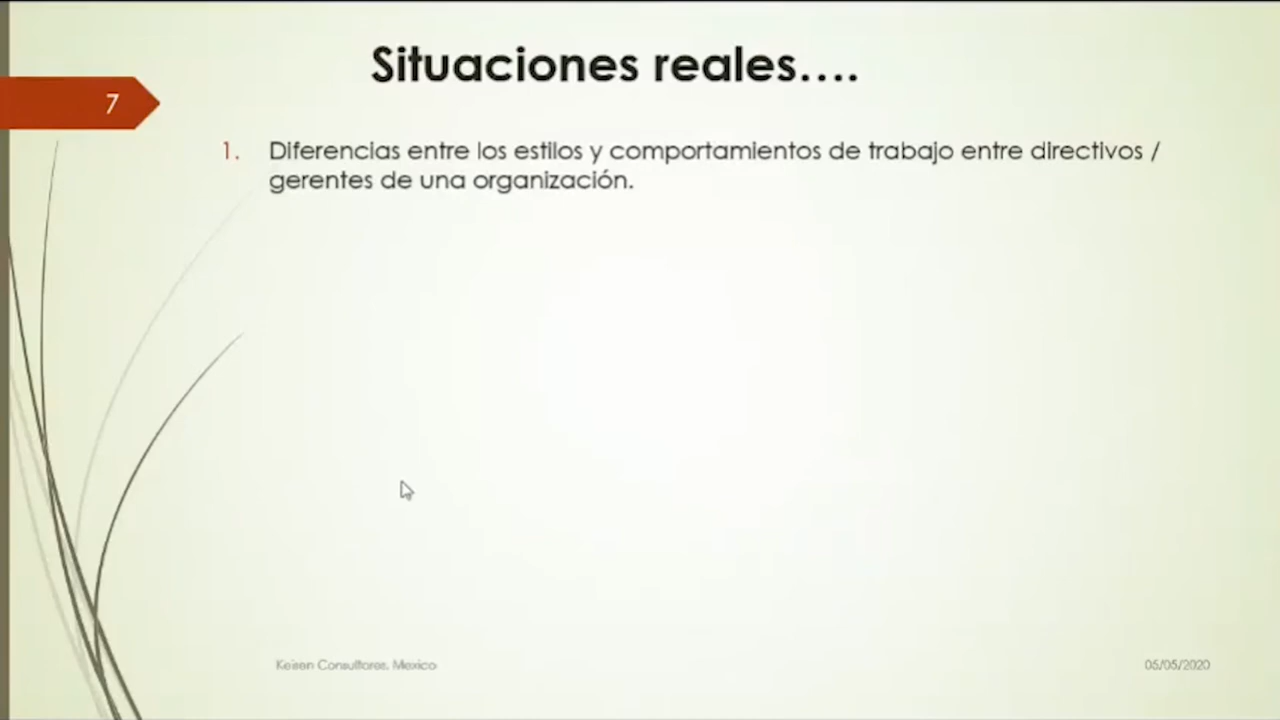 Situaciones reales....
7
1. Diferencias entre los estilos y comportamientos de trabajo entre directivos /
gerentes de una organización.
Keisen Consultores. Mexico
05/05/2020